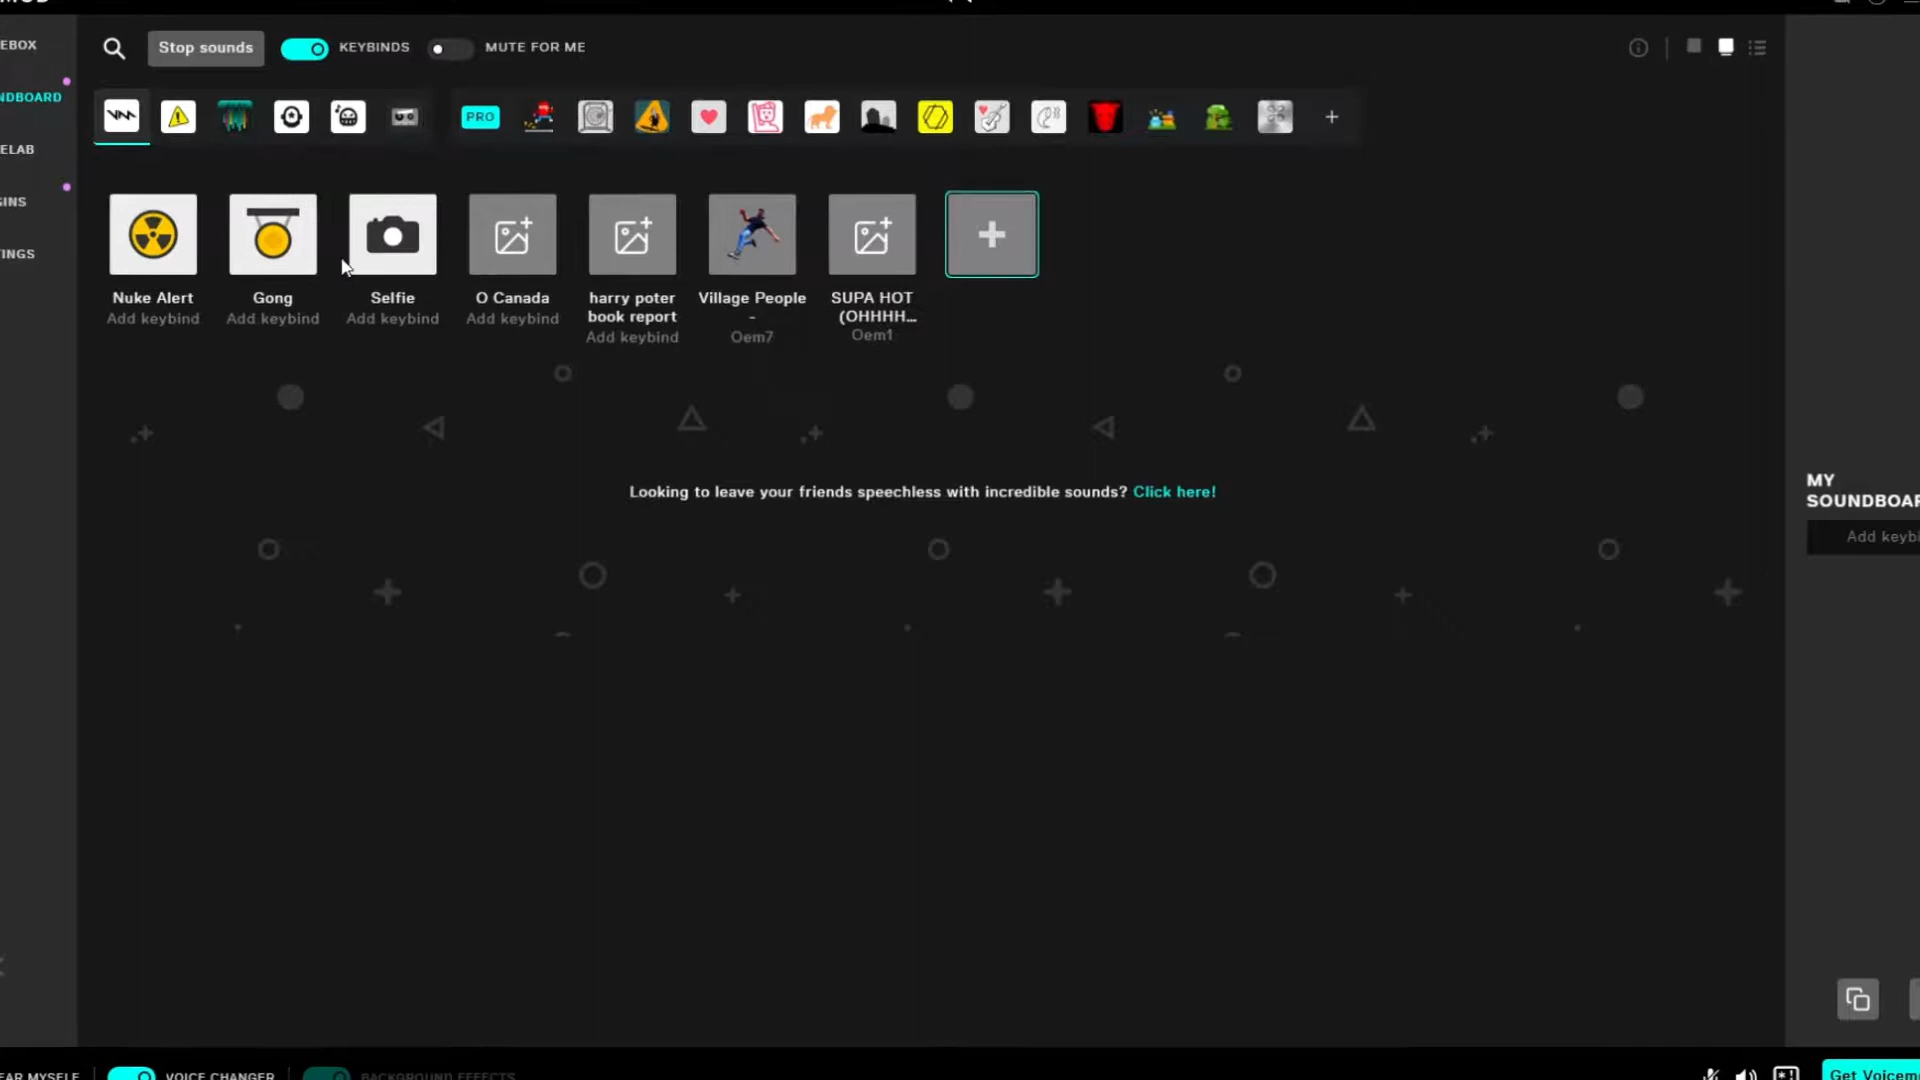 EBOX
Stop sounds
KEYBINDS
MUTE FOR ME
NDBOARD
PRO
ELAB
GINS
INGS
Nuke Alert
Add keybind
Gong
Add keybind
Selfie
Add keybind
O Canada
Add keybind
harry poter
book report
Add keybind
Village People
-
Oem7
SUPA HOT
(OHHHH...
Oem1
Looking to leave your friends speechless with incredible sounds? Click here!
MY
SOUNDBOAR
Add keybi
EAR MYSELF
VOICE CHANGER
BACKGROUND EFFECTS
Get Voicem